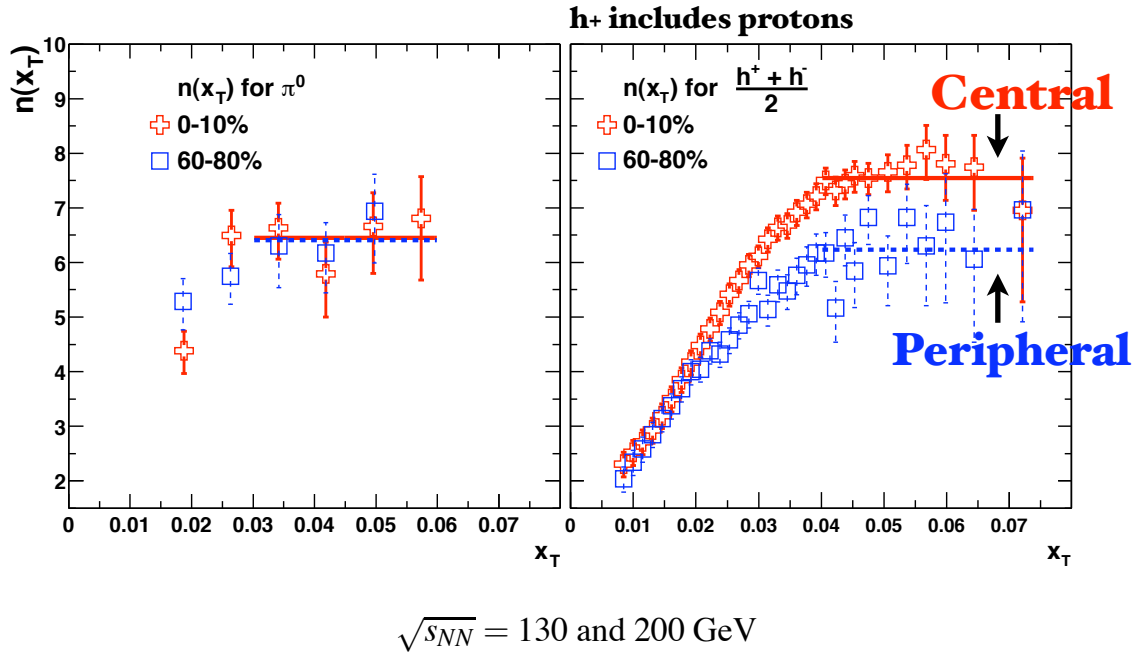 h+ includes protons
n(x_T)
10
9
8
7
6
5
4
3
2
n(x_T) for π⁰
0-10%
60-80%
0 0.01 0.02 0.03 0.04 0.05 0.06 0.07
x_T
n(x_T) for (h⁺ + h⁻)/2
0-10%
60-80%
Central
Peripheral
0 0.01 0.02 0.03 0.04 0.05 0.06 0.07
x_T
√s_NN = 130 and 200 GeV